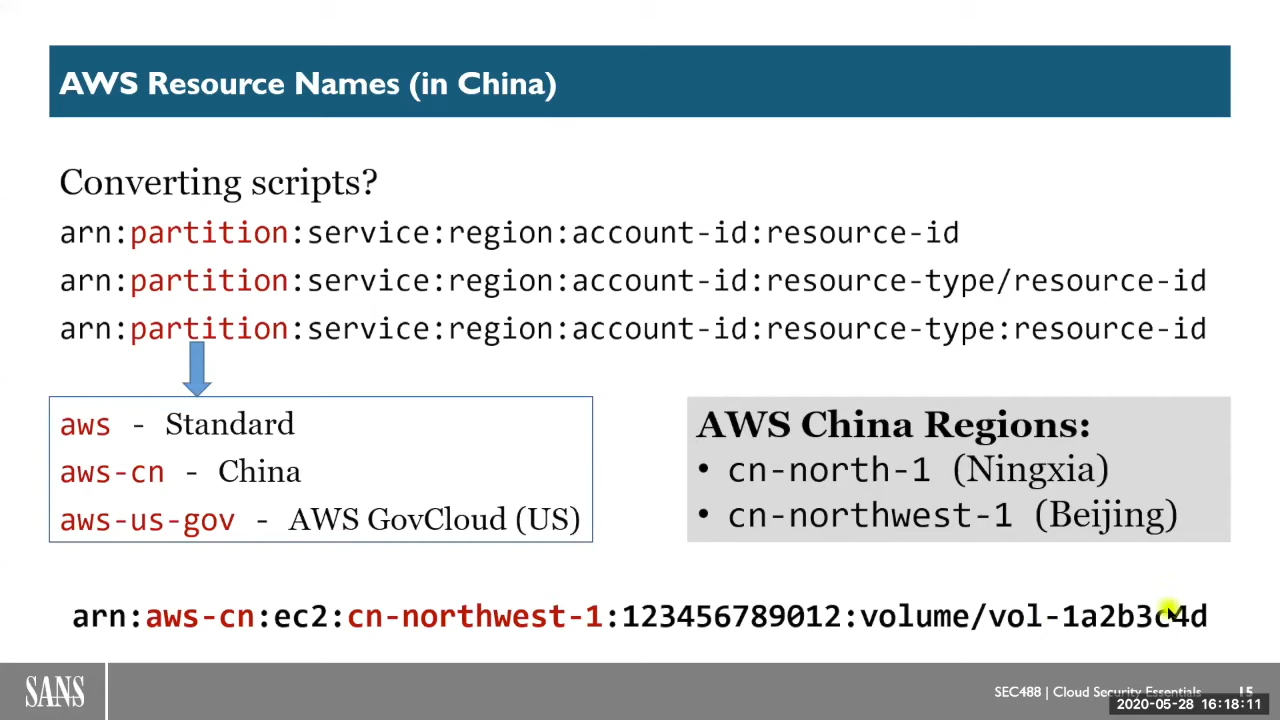 AWS Resource Names (in China)
Converting scripts?
arn:partition:service:region:account-id:resource-id
arn:partition:service:region:account-id:resource-type/resource-id
arn:partition:service:region:account-id:resource-type:resource-id
aws - Standard
aws-cn - China
aws-us-gov - AWS GovCloud (US)
AWS China Regions:
• cn-north-1 (Ningxia)
• cn-northwest-1 (Beijing)
arn:aws-cn:ec2:cn-northwest-1:123456789012:volume/vol-1a2b3c4d
SANS
SEC488 | Cloud Security Essentials 15
2020-05-28 16:18:11